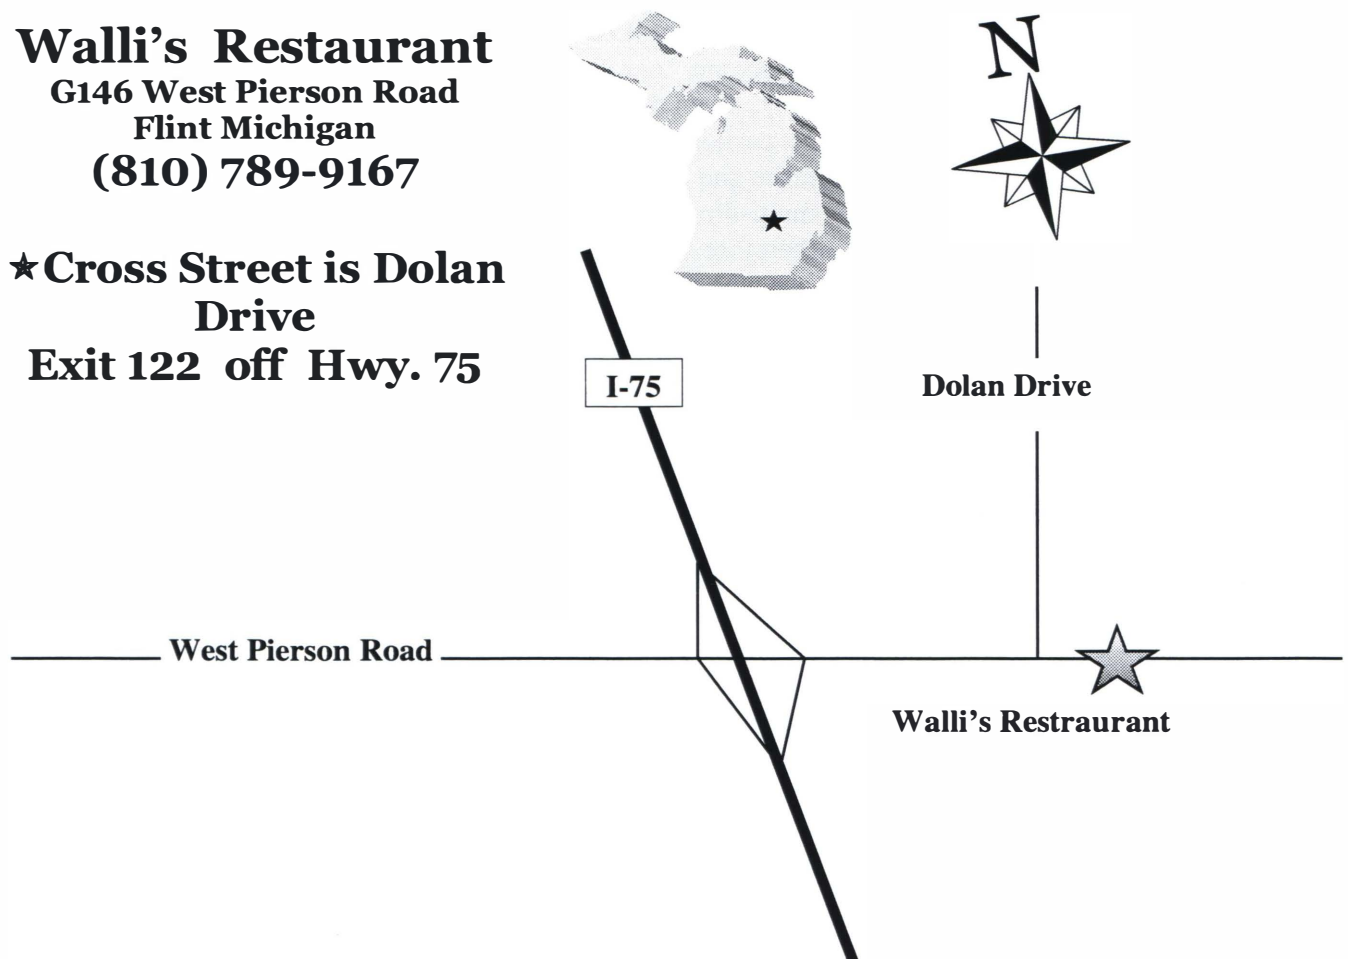 Walli's Restaurant
G146 West Pierson Road
Flint Michigan
(810) 789-9167
★Cross Street is Dolan
Drive
Exit 122 off Hwy. 75
N
I-75
Dolan Drive
West Pierson Road
Walli's Restraurant